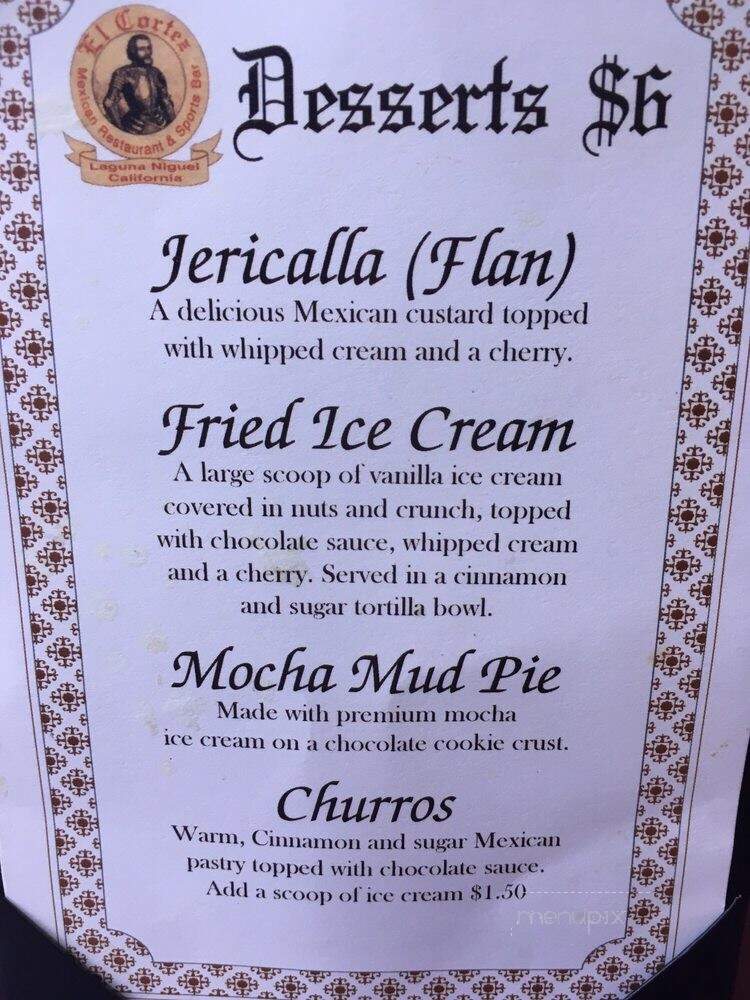 El Cortez
Mexican Restaurant & Sports Bar
Laguna Niguel
California
Desserts $6
Jericalla (Flan)
A delicious Mexican custard topped
with whipped cream and a cherry.
Fried Ice Cream
A large scoop of vanilla ice cream
covered in nuts and crunch, topped
with chocolate sauce, whipped cream
and a cherry. Served in a cinnamon
and sugar tortilla bowl.
Mocha Mud Pie
Made with premium mocha
ice cream on a chocolate cookie crust.
Churros
Warm, Cinnamon and sugar Mexican
pastry topped with chocolate sauce.
Add a scoop of ice cream $1.50
menupix